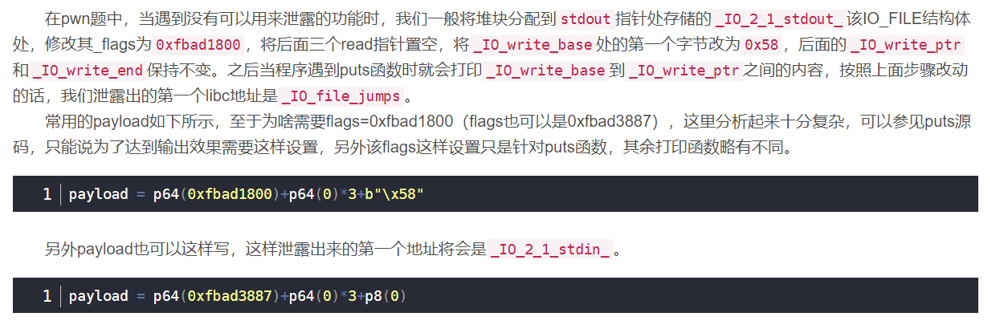 在pwn题中，当遇到没有可以用来泄露的功能时，我们一般将堆块分配到 stdout 指针处存储的 _IO_2_1_stdout_ 该IO_FILE结构体
处，修改其_flags为 0xfbad1800 ，将后面三个read指针置空，将 _IO_write_base 处的第一个字节改为 0x58 ，后面的 _IO_write_ptr
和 _IO_write_end 保持不变。之后当程序遇到puts函数时就会打印 _IO_write_base 到 _IO_write_ptr 之间的内容，按照上面步骤改动
的话，我们泄露出的第一个libc地址是 _IO_file_jumps 。
常用的payload如下所示，至于为啥需要flags=0xfbad1800（flags也可以是0xfbad3887），这里分析起来十分复杂，可以参见puts源
码，只能说为了达到输出效果需要这样设置，另外该flags这样设置只是针对puts函数，其余打印函数略有不同。
1 payload = p64(0xfbad1800)+p64(0)*3+b"\x58"
另外payload也可以这样写，这样泄露出来的第一个地址将会是 _IO_2_1_stdin_ 。
1 payload = p64(0xfbad3887)+p64(0)*3+p8(0)